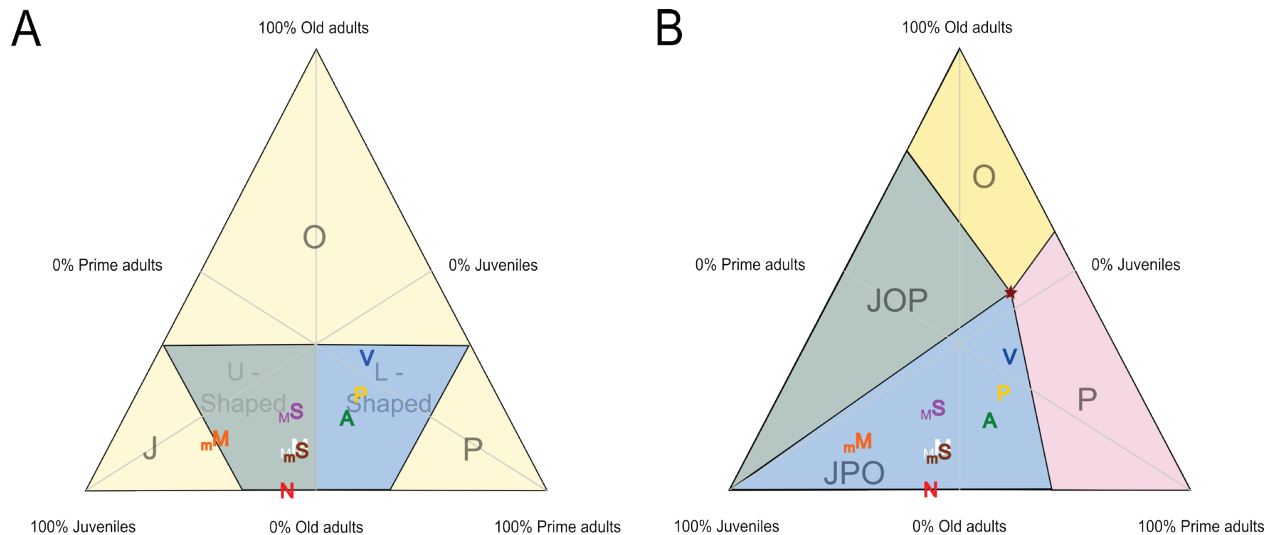 A
100% Old adults
0% Prime adults
0% Juveniles
O
U -
Shaped
L -
Shaped
V
P
A
MS
mM
MM
mS
N
J
P
100% Juveniles
0% Old adults
100% Prime adults
B
100% Old adults
0% Prime adults
0% Juveniles
O
JOP
P
JPO
V
P
A
MS
mM
MM
mS
N
100% Juveniles
0% Old adults
100% Prime adults